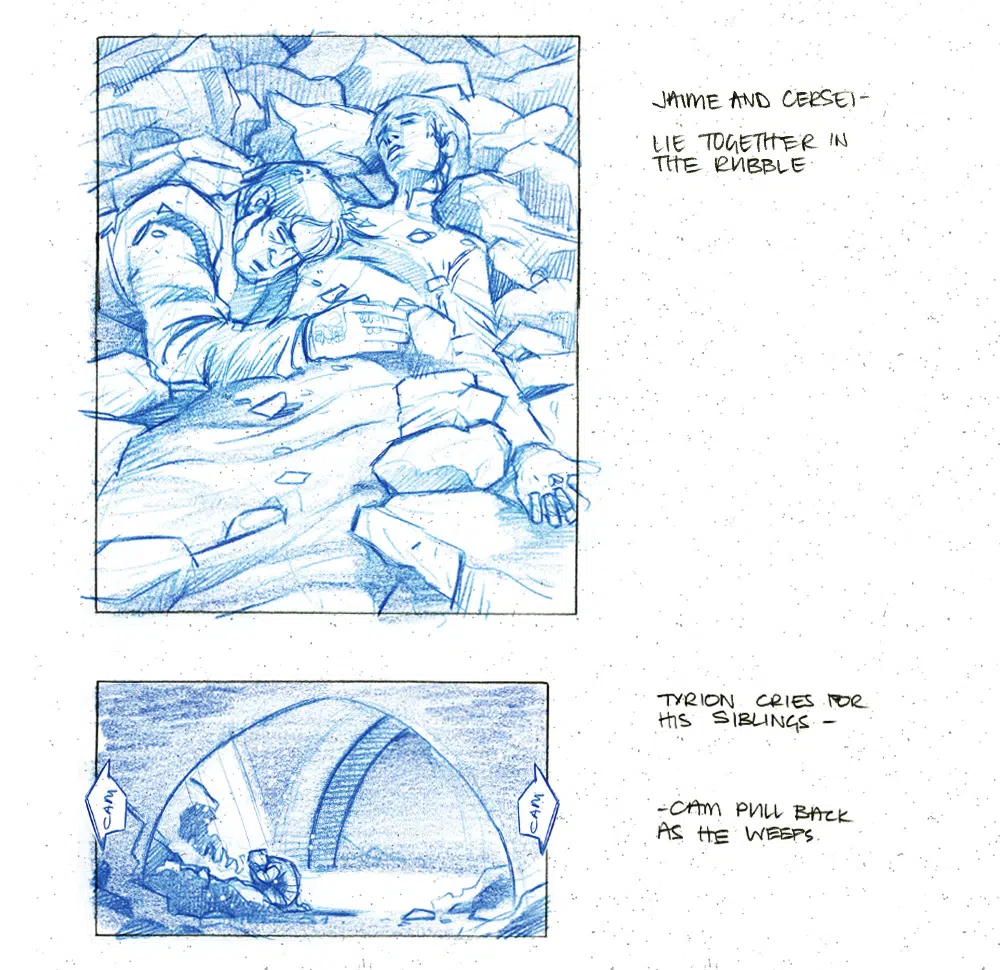 JAIME AND CERSEI-
LIE TOGETHER IN
THE RUBBLE
TYRION CRIES FOR
HIS SIBLINGS -
CAM
CAM
-CAM PULL BACK
AS HE WEEPS.